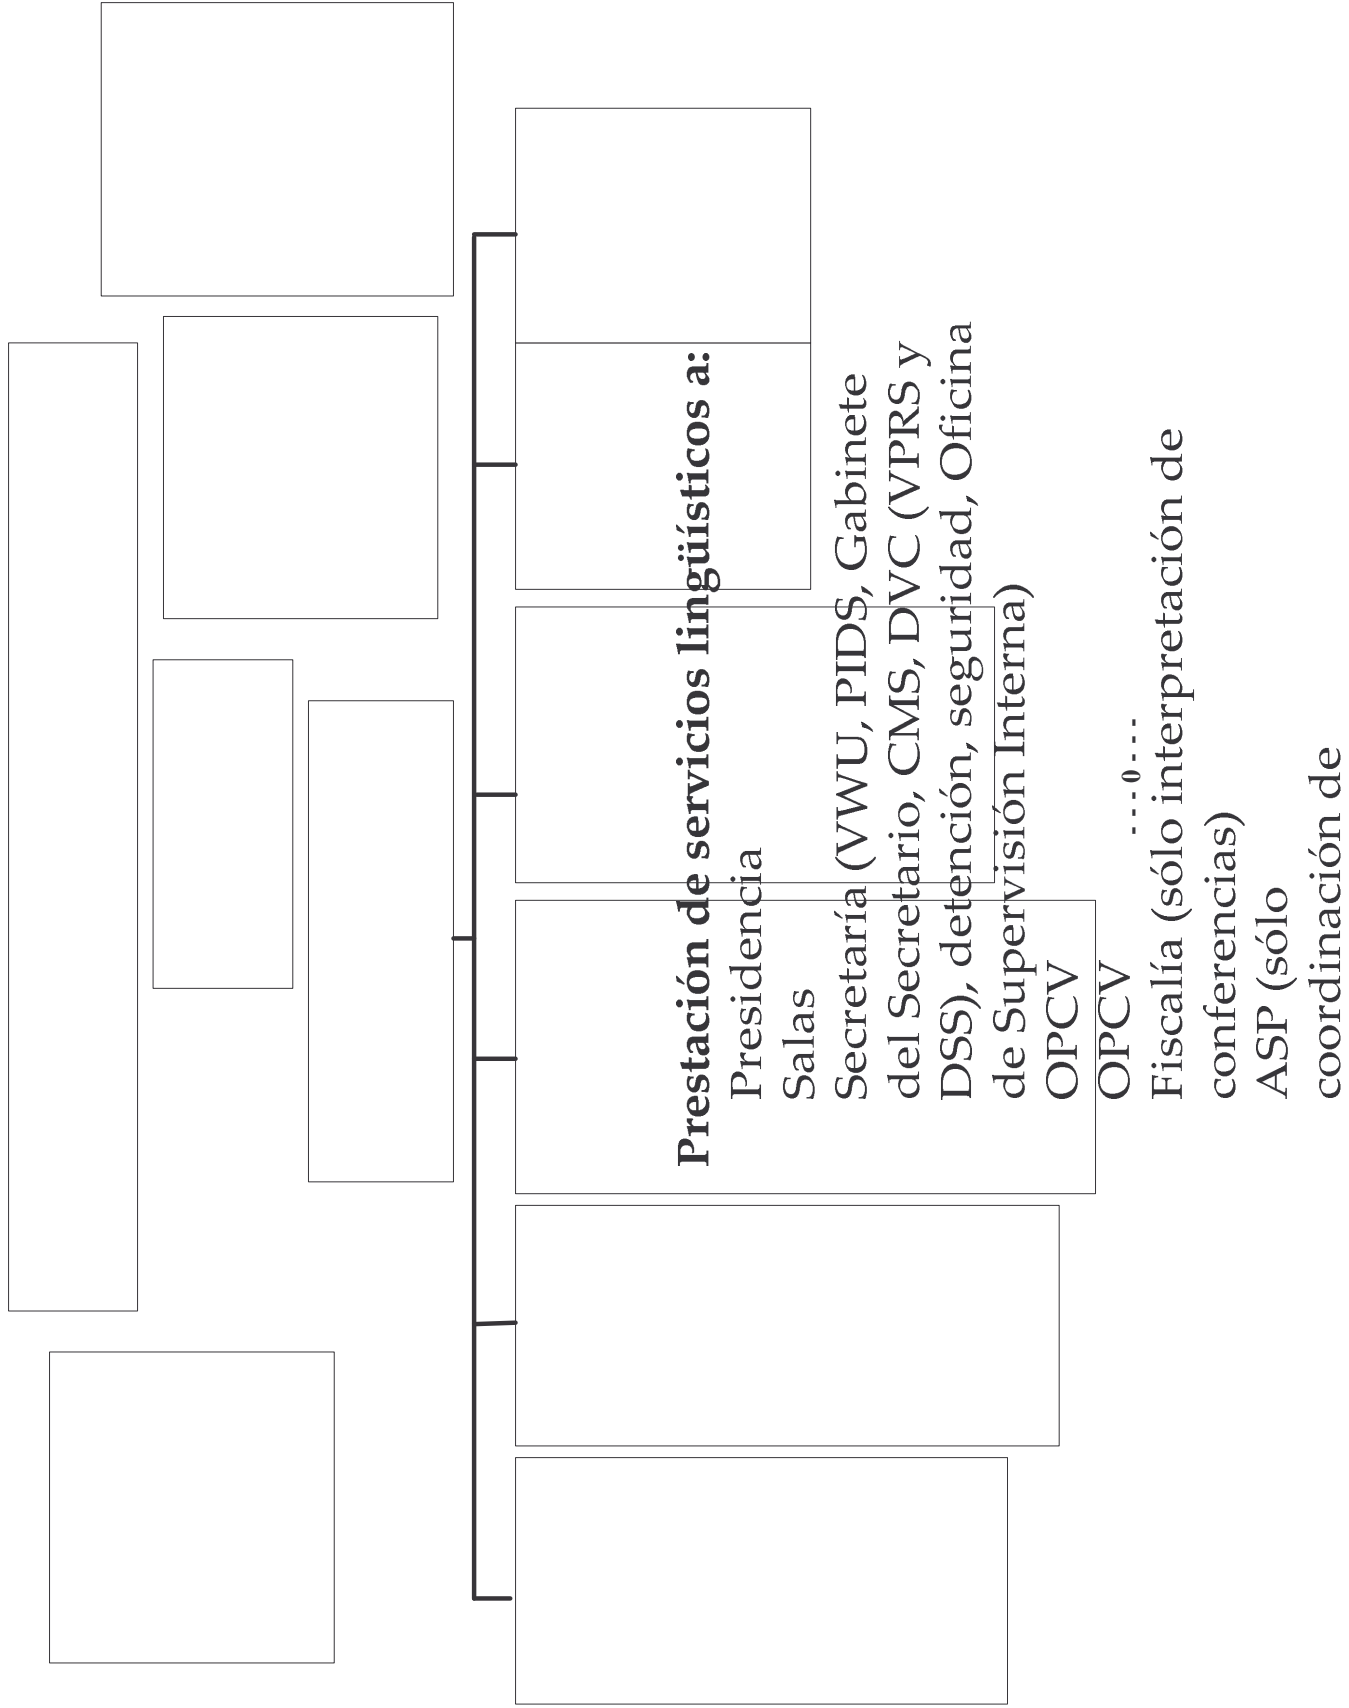 Prestación de servicios lingüísticos a:
Presidencia
Salas
Secretaría (VWU, PIDS, Gabinete
del Secretario, CMS, DVC (VPRS y
DSS), detención, seguridad, Oficina
de Supervisión Interna)
OPCV
OPCV
---0---
Fiscalía (sólo interpretación de
conferencias)
ASP (sólo
coordinación de